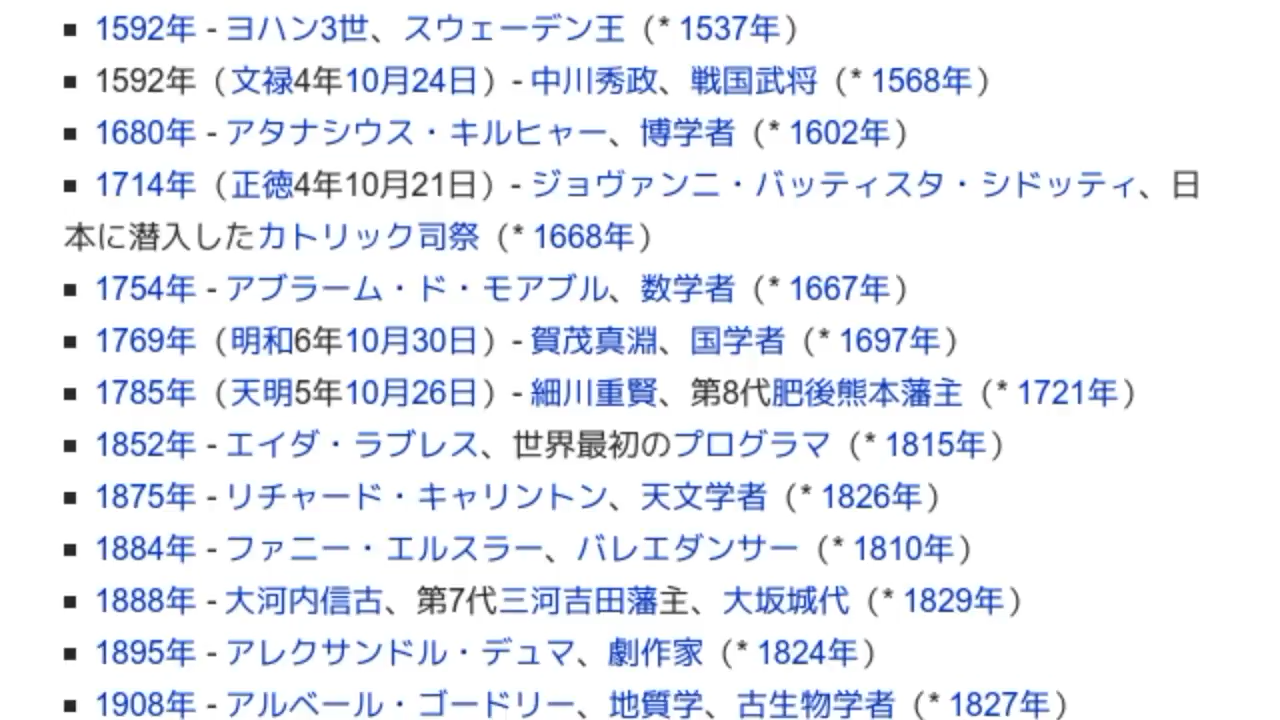 ■ 1592年 - ヨハン3世、スウェーデン王（* 1537年）
■ 1592年（文禄4年10月24日）- 中川秀政、戦国武将（* 1568年）
■ 1680年 - アタナシウス・キルヒャー、博学者（* 1602年）
■ 1714年（正徳4年10月21日）- ジョヴァンニ・バッティスタ・シドッティ、日
本に潜入したカトリック司祭（* 1668年）
■ 1754年 - アブラーム・ド・モアブル、数学者（* 1667年）
■ 1769年（明和6年10月30日）- 賀茂真淵、国学者（* 1697年）
■ 1785年（天明5年10月26日）- 細川重賢、第8代肥後熊本藩主（* 1721年）
■ 1852年 - エイダ・ラブレス、世界最初のプログラマ（* 1815年）
■ 1875年 - リチャード・キャリントン、天文学者（* 1826年）
■ 1884年 - ファニー・エルスラー、バレエダンサー（* 1810年）
■ 1888年 - 大河内信古、第7代三河吉田藩主、大坂城代（* 1829年）
■ 1895年 - アレクサンドル・デュマ、劇作家（* 1824年）
■ 1908年 - アルベール・ゴードリー、地質学、古生物学者（* 1827年）